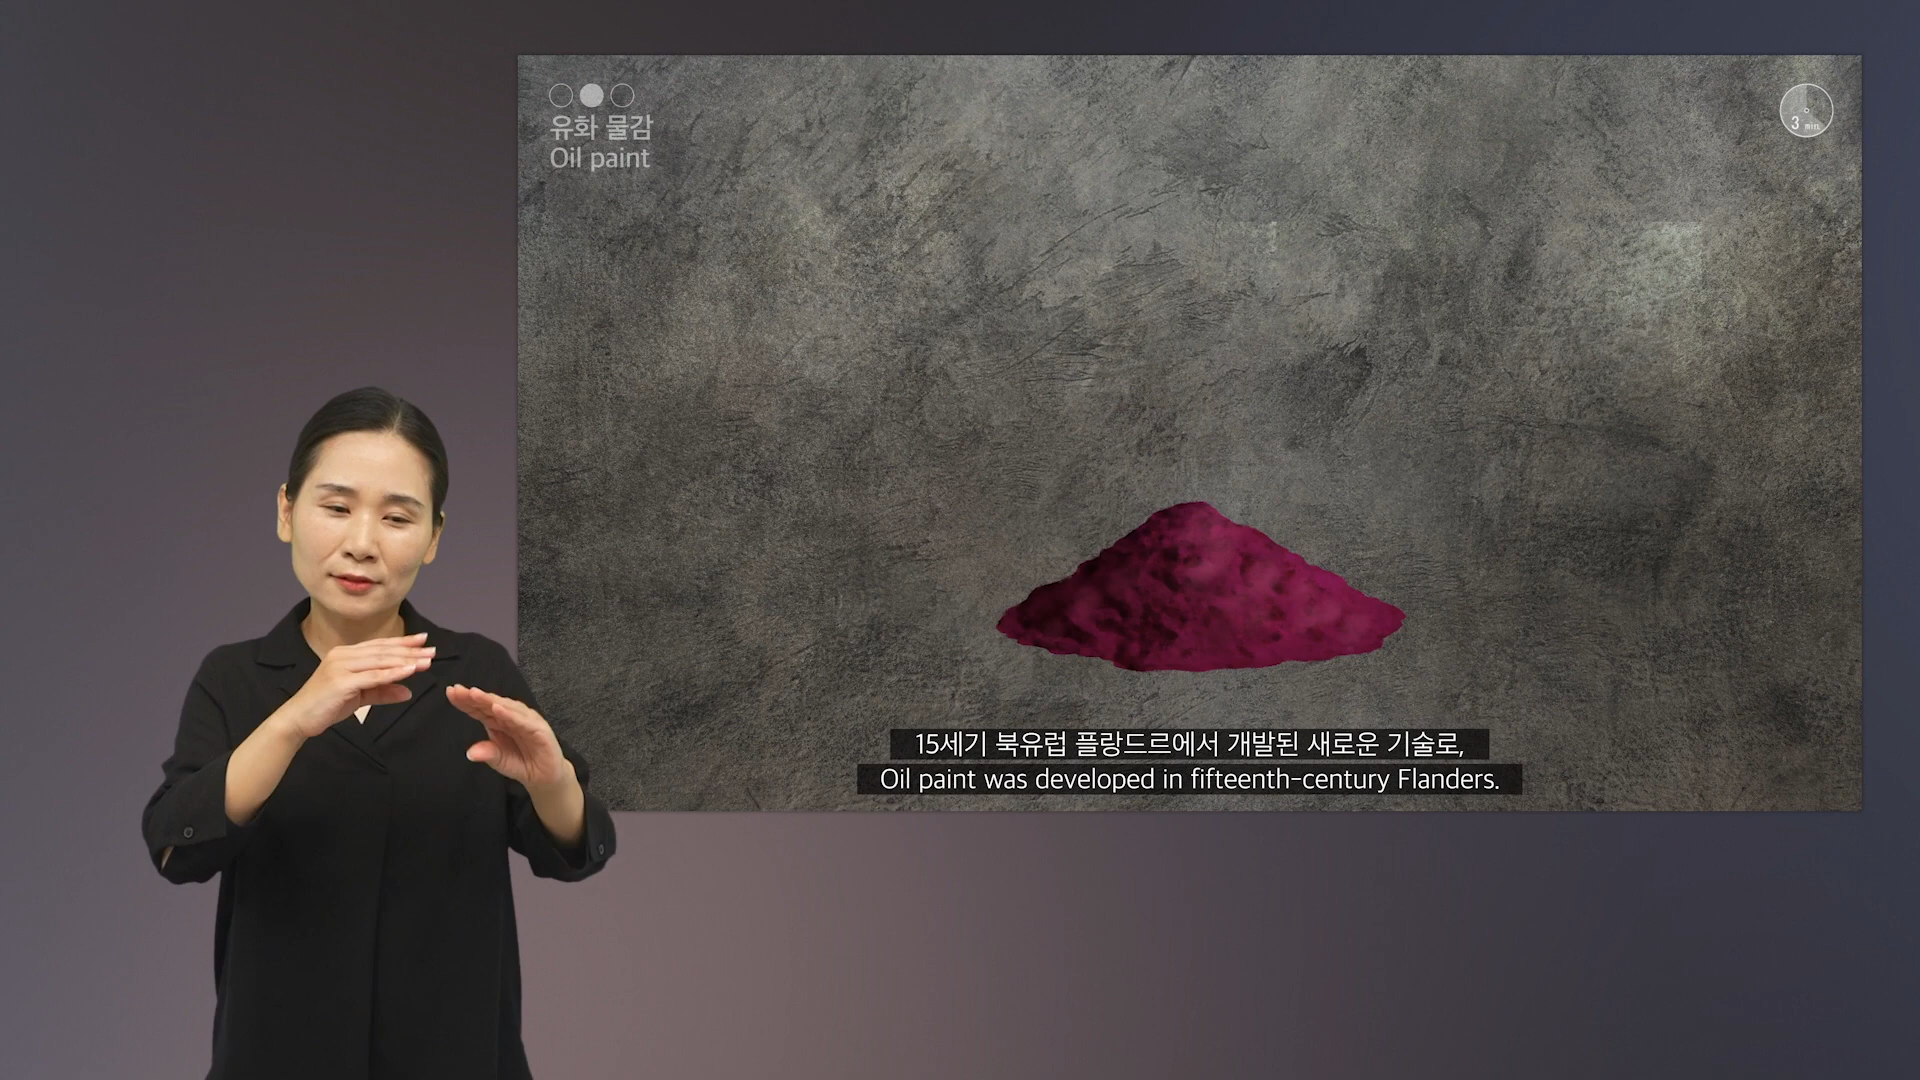 유화 물감
Oil paint
3 min
15세기 북유럽 플랑드르에서 개발된 새로운 기술로,
Oil paint was developed in fifteenth-century Flanders.